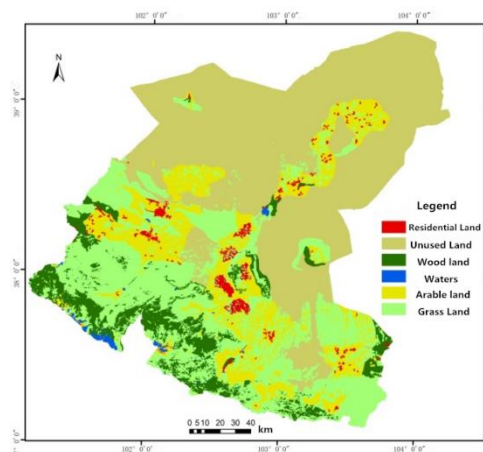 102°0′0″ 103°0′0″ 104°0′0″
N
39°0′0″
38°0′0″
Legend
Residential Land
Unused Land
Wood land
Waters
Arable land
Grass Land
0 5 10 20 30 40
km
102°0′0″ 103°0′0″ 104°0′0″